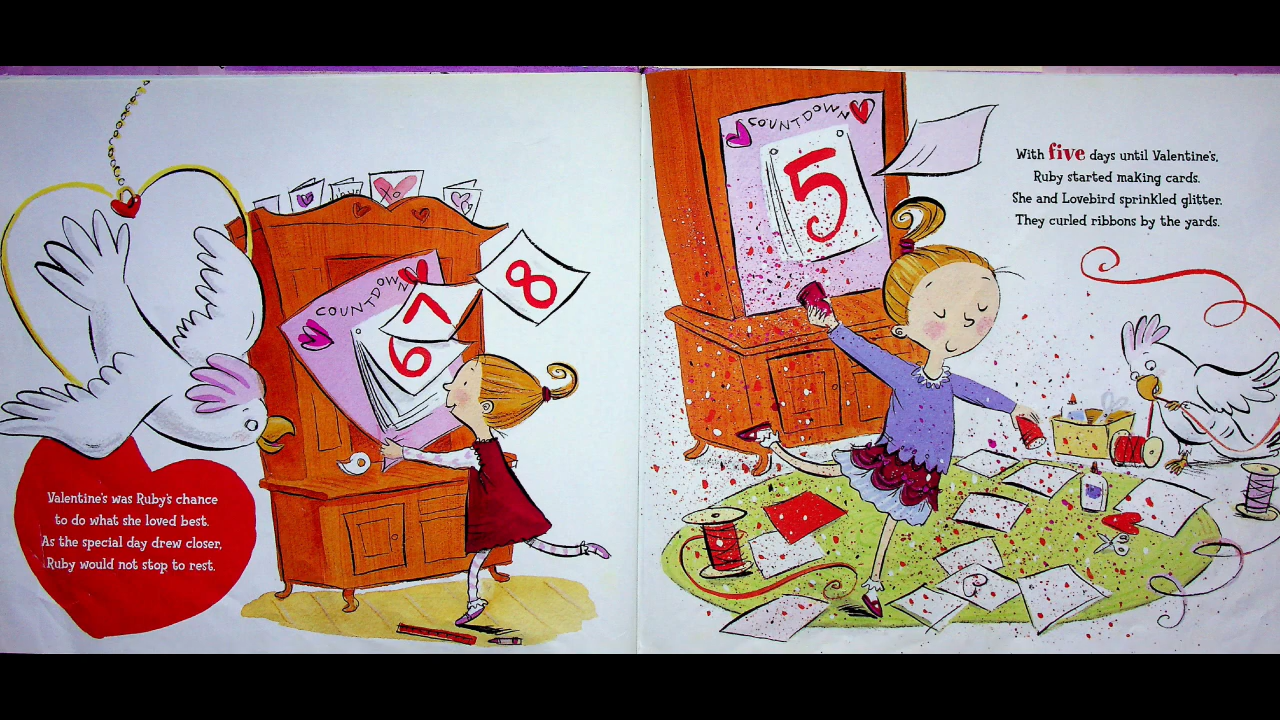 COUNTDOWN
8
7
6
Valentine's was Ruby's chance
to do what she loved best.
As the special day drew closer,
Ruby would not stop to rest.
COUNTDOWN
5
With five days until Valentine's,
Ruby started making cards.
She and Lovebird sprinkled glitter.
They curled ribbons by the yards.